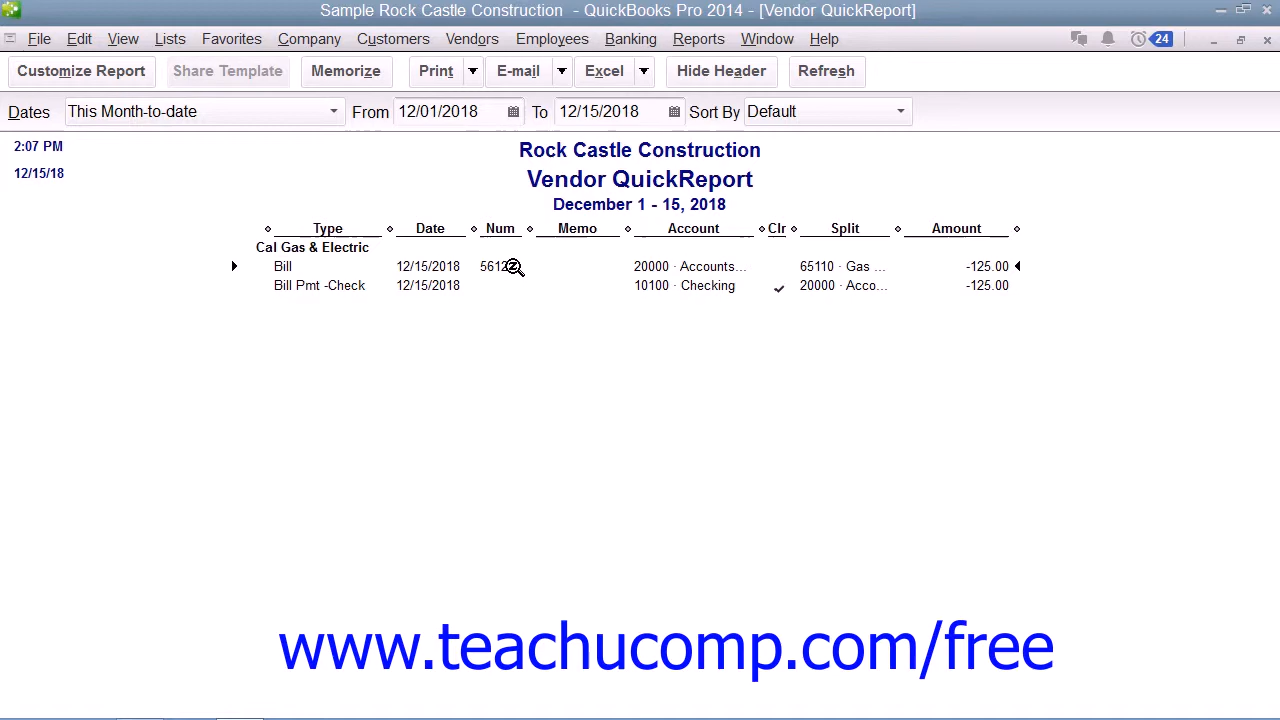 Sample Rock Castle Construction - QuickBooks Pro 2014 - [Vendor QuickReport]
File Edit View Lists Favorites Company Customers Vendors Employees Banking Reports Window Help 24
Customize Report Share Template Memorize Print E-mail Excel Hide Header Refresh
Dates This Month-to-date From 12/01/2018 To 12/15/2018 Sort By Default
2:07 PM
12/15/18
Rock Castle Construction
Vendor QuickReport
December 1 - 15, 2018
Type Date Num Memo Account Clr Split Amount
Cal Gas & Electric
Bill 12/15/2018 20000 · Accounts... 65110 · Gas ... -125.00
Bill Pmt -Check 12/15/2018 10100 · Checking 20000 · Acco... -125.00
www.teachucomp.com/free